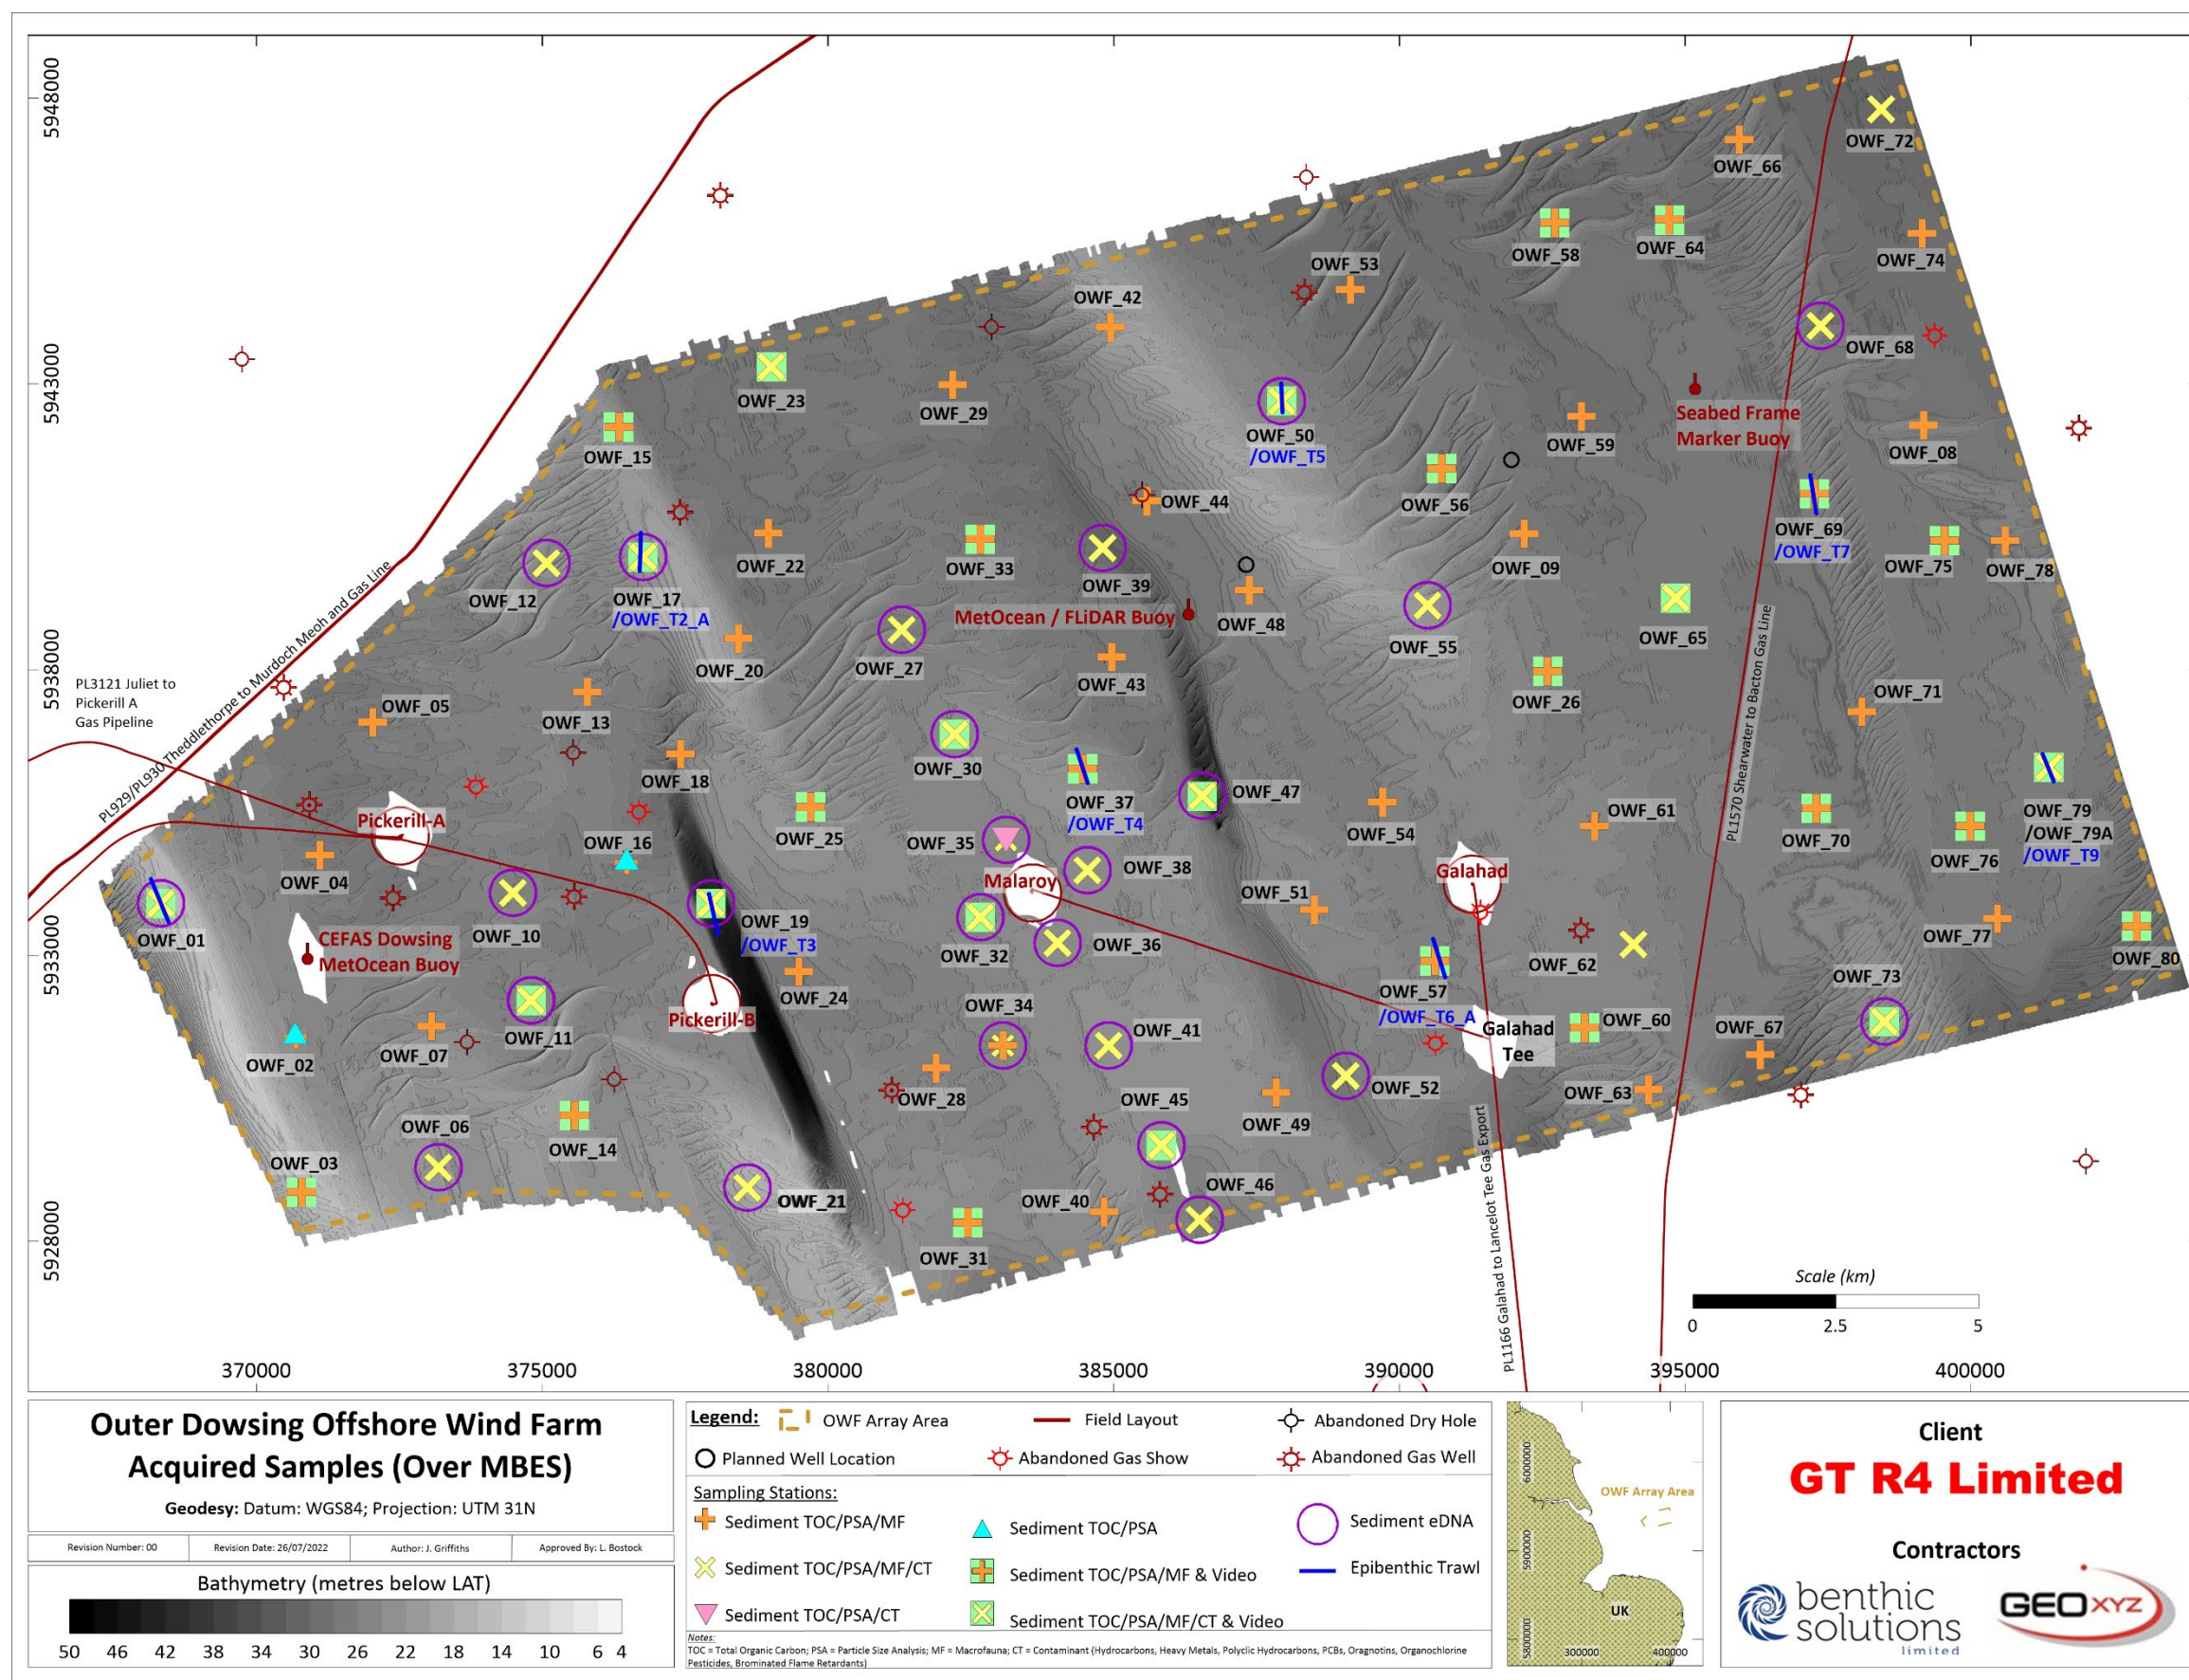 5948000
5943000
5938000
5933000
5928000
370000
375000
380000
385000
390000
395000
400000
OWF_72
OWF_66
OWF_58
OWF_64
OWF_74
OWF_53
OWF_42
OWF_68
OWF_23
OWF_29
OWF_50
/OWF_T5
OWF_59
Seabed Frame
Marker Buoy
OWF_08
OWF_15
OWF_56
OWF_44
OWF_69
/OWF_T7
OWF_22
OWF_33
OWF_39
OWF_09
OWF_75
OWF_78
OWF_12
OWF_17
/OWF_T2_A
MetOcean / FLiDAR Buoy
OWF_48
OWF_55
OWF_65
OWF_20
OWF_27
OWF_43
OWF_26
OWF_71
PL3121 Juliet to
Pickerill A
Gas Pipeline
PL929/PL930 Theddlethorpe to Murdoch Meoh and Gas Line
PL1570 Shearwater to Bacton Gas Line
OWF_05
OWF_13
OWF_18
OWF_30
OWF_37
/OWF_T4
OWF_47
OWF_54
OWF_61
OWF_70
OWF_76
OWF_79
/OWF_79A
/OWF_T9
Pickerill-A
OWF_16
OWF_25
OWF_35
OWF_38
Malaroy
Galahad
OWF_04
OWF_01
OWF_10
OWF_19
/OWF_T3
OWF_32
OWF_36
OWF_51
OWF_62
OWF_77
OWF_80
CEFAS Dowsing
MetOcean Buoy
OWF_24
OWF_57
/OWF_T6_A
OWF_73
Pickerill-B
OWF_34
OWF_41
Galahad
Tee
OWF_60
OWF_67
OWF_02
OWF_07
OWF_11
OWF_28
OWF_45
OWF_49
OWF_52
OWF_63
OWF_06
OWF_14
OWF_03
OWF_21
OWF_40
OWF_46
OWF_31
PL1166 Galahad to Lancelot Tee Gas Export
Scale (km)
0 2.5 5
Outer Dowsing Offshore Wind Farm
Acquired Samples (Over MBES)
Geodesy: Datum: WGS84; Projection: UTM 31N
Revision Number: 00 Revision Date: 26/07/2022 Author: J. Griffiths Approved By: L. Bostock
Bathymetry (metres below LAT)
50 46 42 38 34 30 26 22 18 14 10 6 4
Legend: OWF Array Area Field Layout Abandoned Dry Hole
Planned Well Location Abandoned Gas Show Abandoned Gas Well
Sampling Stations:
Sediment TOC/PSA/MF Sediment TOC/PSA Sediment eDNA
Sediment TOC/PSA/MF/CT Sediment TOC/PSA/MF & Video Epibenthic Trawl
Sediment TOC/PSA/CT Sediment TOC/PSA/MF/CT & Video
Notes:
TOC = Total Organic Carbon; PSA = Particle Size Analysis; MF = Macrofauna; CT = Contaminant (Hydrocarbons, Heavy Metals, Polyclic Hydrocarbons, PCBs, Oragnotins, Organochlorine
Pesticides, Brominated Flame Retardants)
6000000
5900000
5800000
300000 400000
OWF Array Area
UK
Client
GT R4 Limited
Contractors
benthic
solutions
limited
GEOXYZ